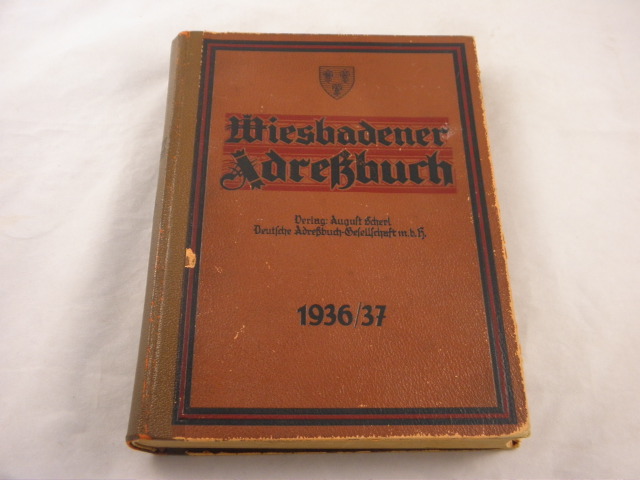 Wiesbadener
Adreßbuch
Verlag: August Scherl
Deutsche Adreßbuch-Gesellschaft m.b.H.
1936/37